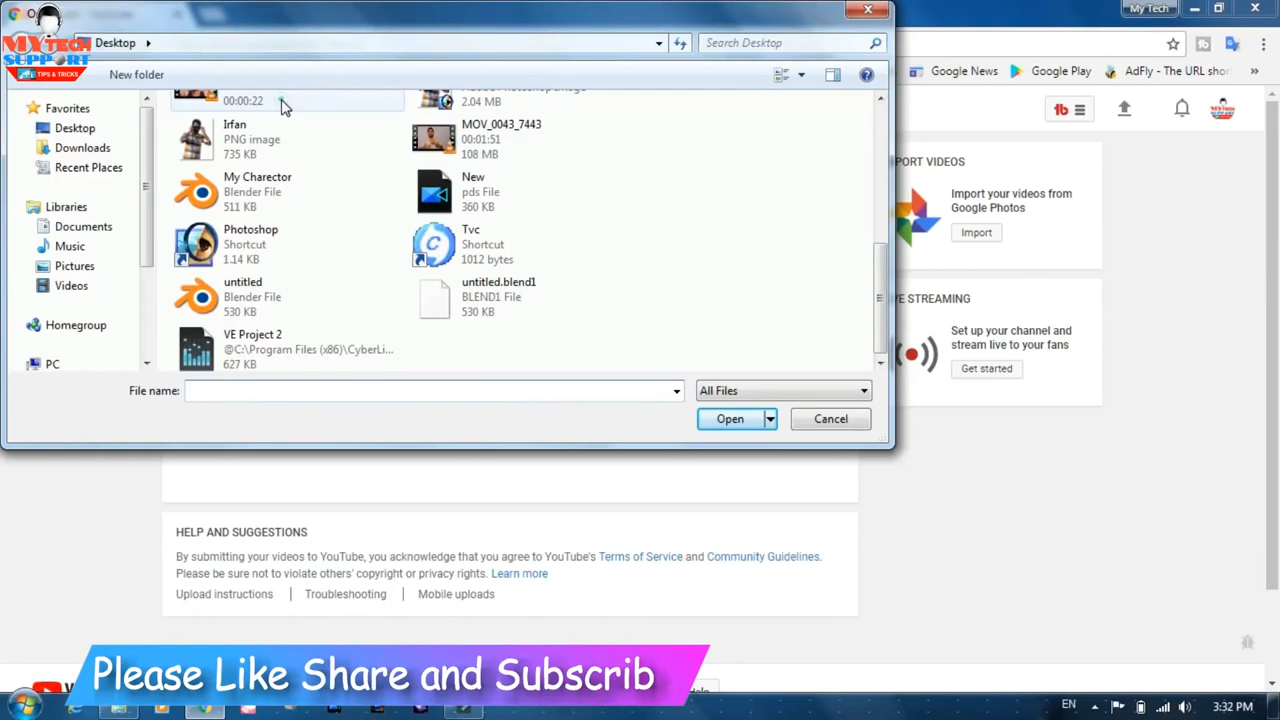 My Tech
MY TECH
SUPPORT
TIPS & TRICKS
Desktop
Search Desktop
New folder
Google News
Google Play
AdFly - The URL shor
Favorites
Desktop
Downloads
Recent Places
Libraries
Documents
Music
Pictures
Videos
Homegroup
PC
00:00:22
2.04 MB
Irfan
PNG image
735 KB
MOV_0043_7443
00:01:51
108 MB
My Charector
Blender File
511 KB
New
pds File
360 KB
Photoshop
Shortcut
1.14 KB
Tvc
Shortcut
1012 bytes
untitled
Blender File
530 KB
untitled.blend1
BLEND1 File
530 KB
VE Project 2
@C:\Program Files (x86)\CyberLi...
627 KB
File name:
All Files
Open
Cancel
PORT VIDEOS
Import your videos from
Google Photos
Import
VE STREAMING
Set up your channel and
stream live to your fans
Get started
HELP AND SUGGESTIONS
By submitting your videos to YouTube, you acknowledge that you agree to YouTube's Terms of Service and Community Guidelines.
Please be sure not to violate others' copyright or privacy rights. Learn more
Upload instructions | Troubleshooting | Mobile uploads
Please Like Share and Subscrib
EN
3:32 PM